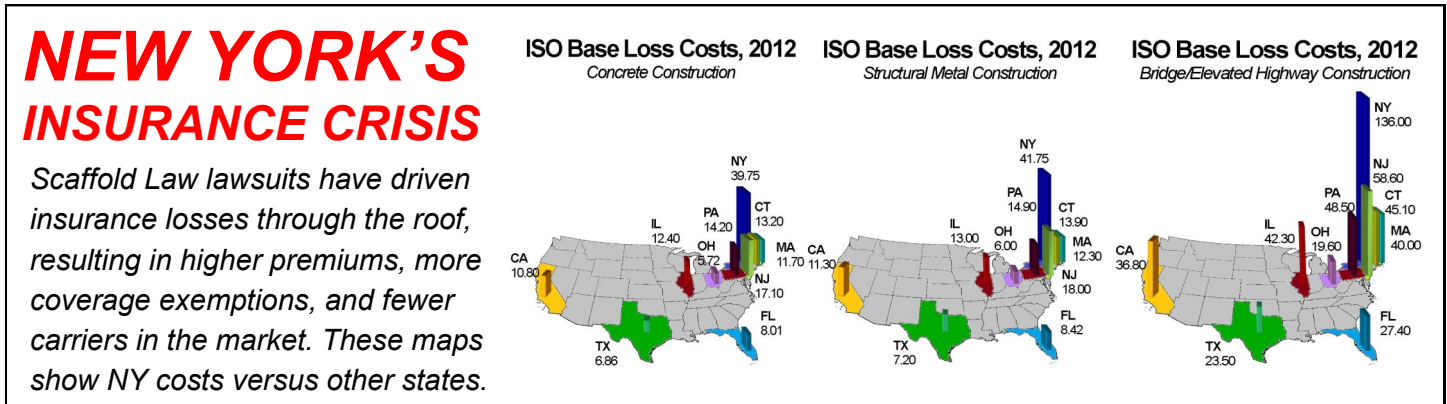 NEW YORK'S
INSURANCE CRISIS
Scaffold Law lawsuits have driven
insurance losses through the roof,
resulting in higher premiums, more
coverage exemptions, and fewer
carriers in the market. These maps
show NY costs versus other states.
ISO Base Loss Costs, 2012
Concrete Construction
NY
39.75
PA
14.20
CT
13.20
IL
12.40
OH
5.72
MA
11.70
CA
10.80
NJ
17.10
FL
8.01
TX
6.86
ISO Base Loss Costs, 2012
Structural Metal Construction
NY
41.75
PA
14.90
CT
13.90
IL
13.00
OH
6.00
MA
12.30
CA
11.30
NJ
18.00
FL
8.42
TX
7.20
ISO Base Loss Costs, 2012
Bridge/Elevated Highway Construction
NY
136.00
NJ
58.60
PA
48.50
CT
45.10
IL
42.30
OH
19.60
MA
40.00
CA
36.80
FL
27.40
TX
23.50